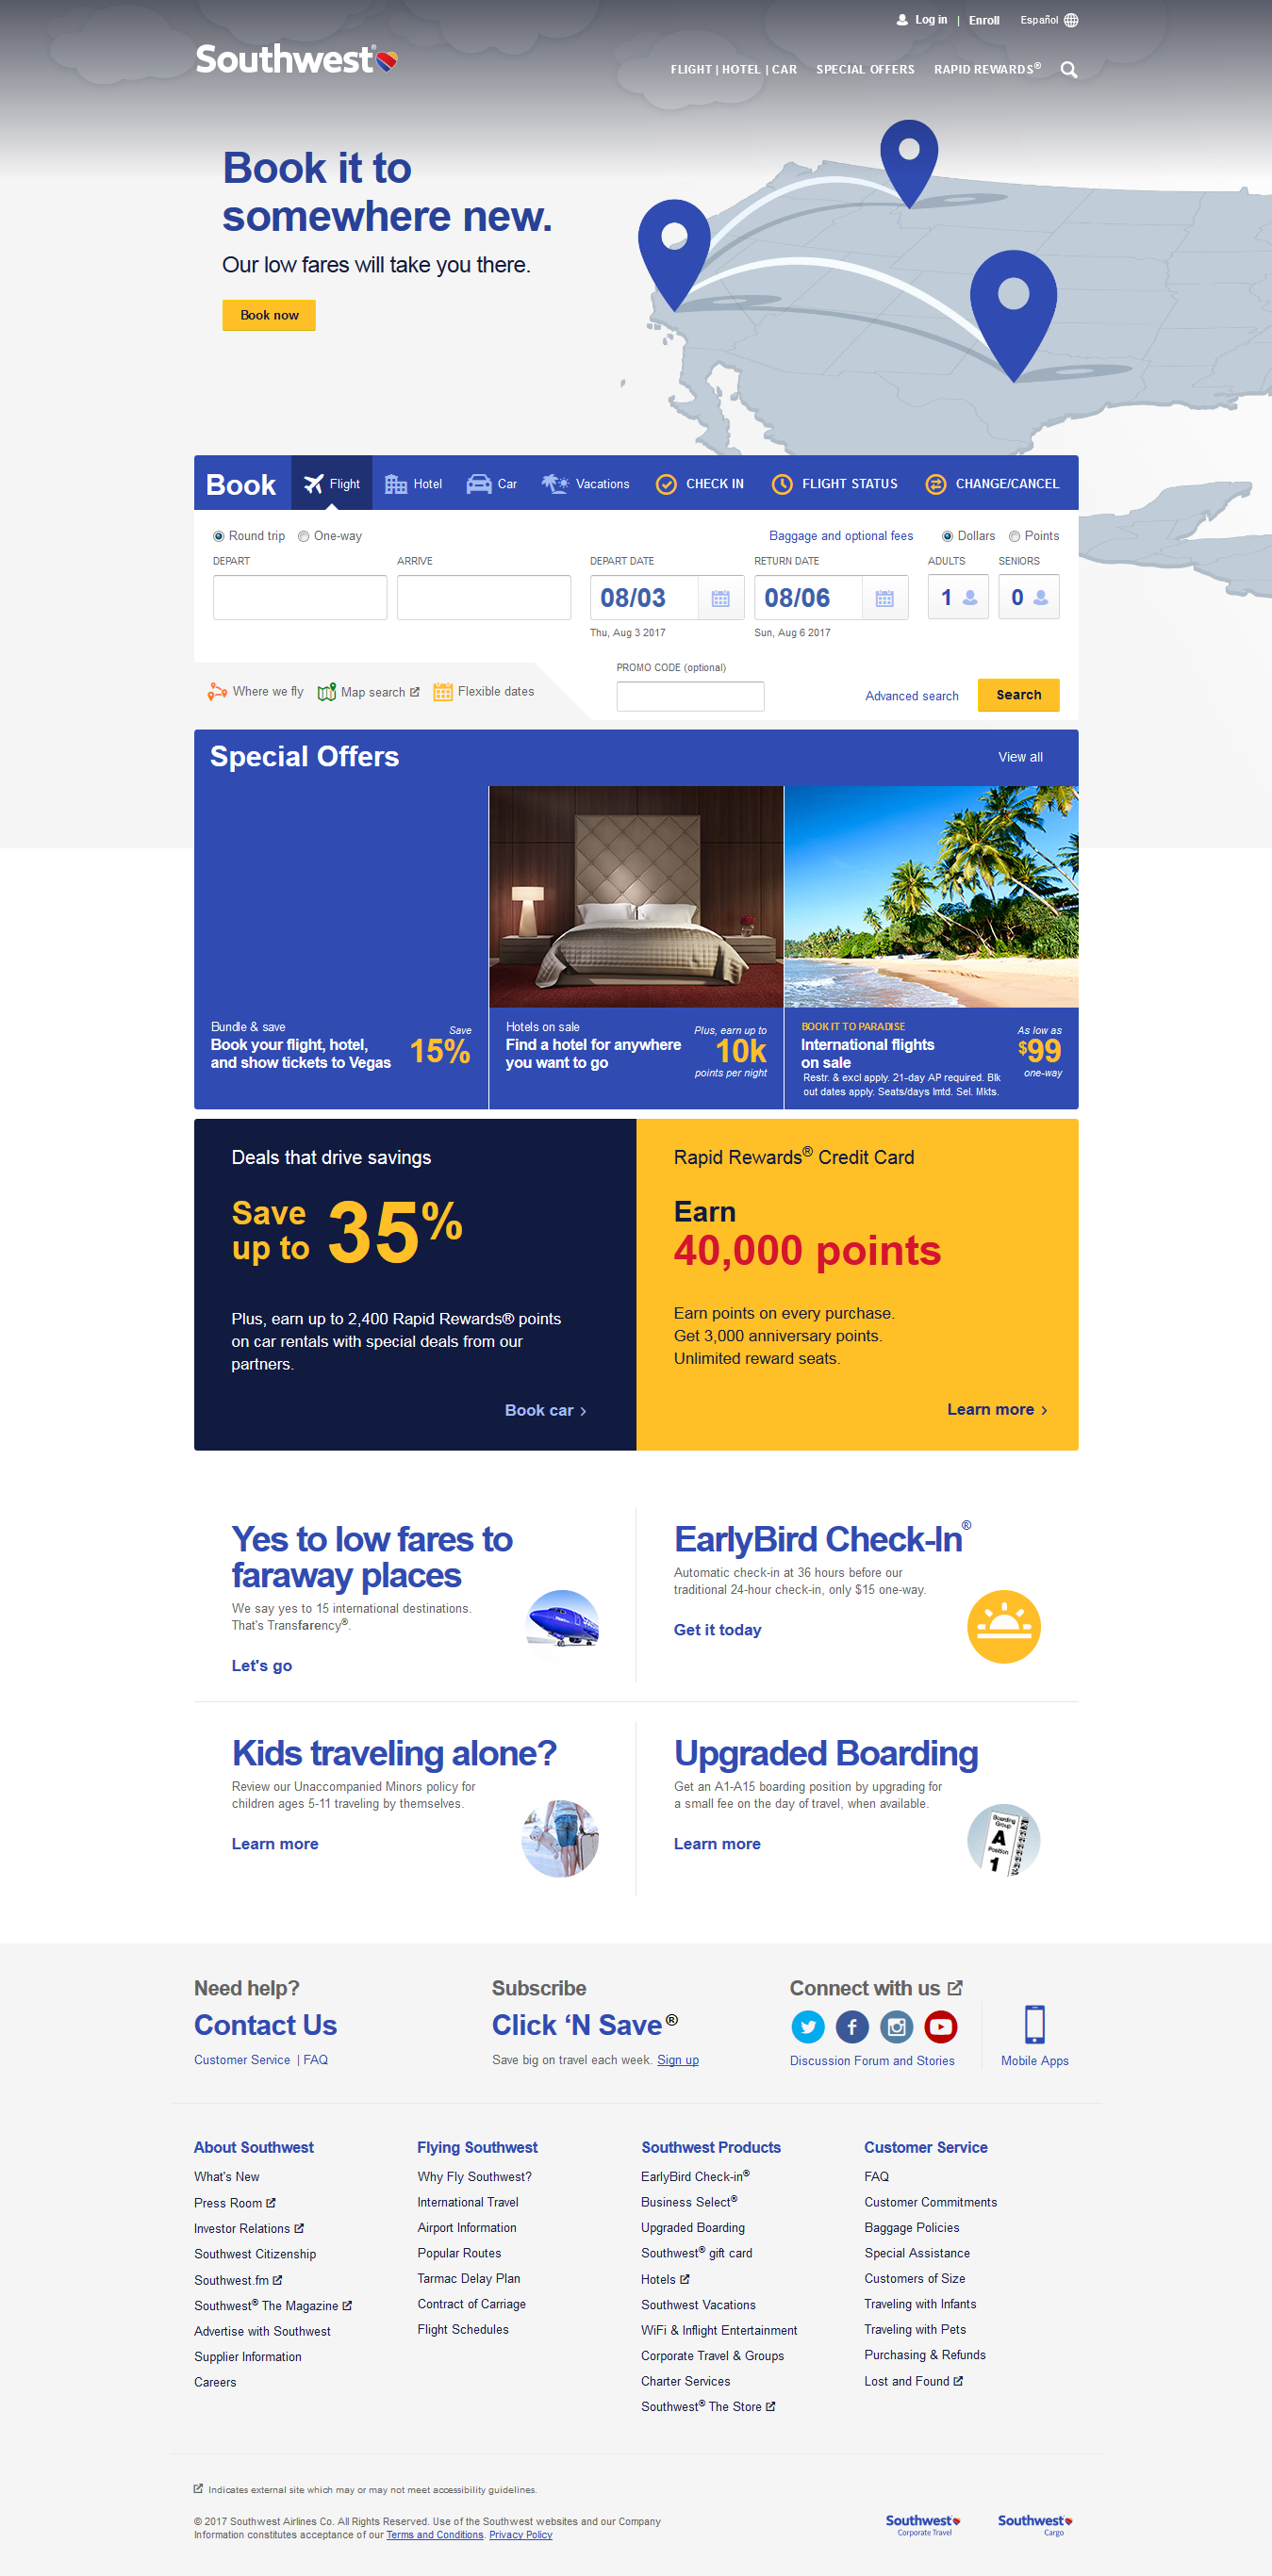 Log in | Enroll Español
Southwest®
FLIGHT | HOTEL | CAR SPECIAL OFFERS RAPID REWARDS®
Book it to
somewhere new.
Our low fares will take you there.
Book now
Book Flight Hotel Car Vacations CHECK IN FLIGHT STATUS CHANGE/CANCEL
Round trip One-way Baggage and optional fees Dollars Points
DEPART ARRIVE DEPART DATE RETURN DATE ADULTS SENIORS
08/03 08/06 1 0
Thu, Aug 3 2017 Sun, Aug 6 2017
PROMO CODE (optional)
Where we fly Map search Flexible dates
Advanced search Search
Special Offers View all
Bundle & save
Book your flight, hotel,
and show tickets to Vegas
Save
15%
Hotels on sale
Find a hotel for anywhere
you want to go
Plus, earn up to
10k
points per night
BOOK IT TO PARADISE
International flights
on sale
Restr. & excl apply. 21-day AP required. Blk
out dates apply. Seats/days lmtd. Sel. Mkts.
As low as
$99
one-way
Deals that drive savings
Save
up to 35%
Plus, earn up to 2,400 Rapid Rewards® points
on car rentals with special deals from our
partners.
Book car
Rapid Rewards® Credit Card
Earn
40,000 points
Earn points on every purchase.
Get 3,000 anniversary points.
Unlimited reward seats.
Learn more
Yes to low fares to
faraway places
We say yes to 15 international destinations.
That's Transfarency®.
Let's go
EarlyBird Check-In®
Automatic check-in at 36 hours before our
traditional 24-hour check-in, only $15 one-way.
Get it today
Kids traveling alone?
Review our Unaccompanied Minors policy for
children ages 5-11 traveling by themselves.
Learn more
Upgraded Boarding
Get an A1-A15 boarding position by upgrading for
a small fee on the day of travel, when available.
Learn more
Boarding
Group
A
Position
1
Need help?
Contact Us
Customer Service | FAQ
Subscribe
Click ‘N Save®
Save big on travel each week. Sign up
Connect with us
Discussion Forum and Stories
Mobile Apps
About Southwest
What's New
Press Room
Investor Relations
Southwest Citizenship
Southwest.fm
Southwest® The Magazine
Advertise with Southwest
Supplier Information
Careers
Flying Southwest
Why Fly Southwest?
International Travel
Airport Information
Popular Routes
Tarmac Delay Plan
Contract of Carriage
Flight Schedules
Southwest Products
EarlyBird Check-in®
Business Select®
Upgraded Boarding
Southwest® gift card
Hotels
Southwest Vacations
WiFi & Inflight Entertainment
Corporate Travel & Groups
Charter Services
Southwest® The Store
Customer Service
FAQ
Customer Commitments
Baggage Policies
Special Assistance
Customers of Size
Traveling with Infants
Traveling with Pets
Purchasing & Refunds
Lost and Found
Indicates external site which may or may not meet accessibility guidelines.
© 2017 Southwest Airlines Co. All Rights Reserved. Use of the Southwest websites and our Company
Information constitutes acceptance of our Terms and Conditions. Privacy Policy
Southwest
Corporate Travel
Southwest
Cargo